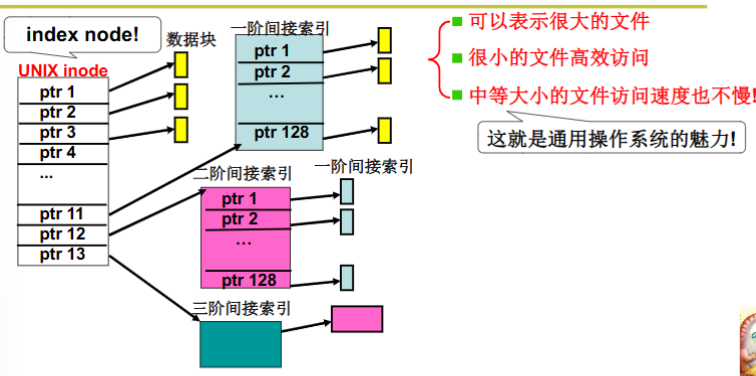 index node!
UNIX inode
ptr 1
ptr 2
ptr 3
ptr 4
...
ptr 11
ptr 12
ptr 13
数据块
一阶间接索引
ptr 1
ptr 2
...
ptr 128
二阶间接索引
ptr 1
ptr 2
...
ptr 128
一阶间接索引
三阶间接索引
可以表示很大的文件
很小的文件高效访问
中等大小的文件访问速度也不慢!
这就是通用操作系统的魅力!